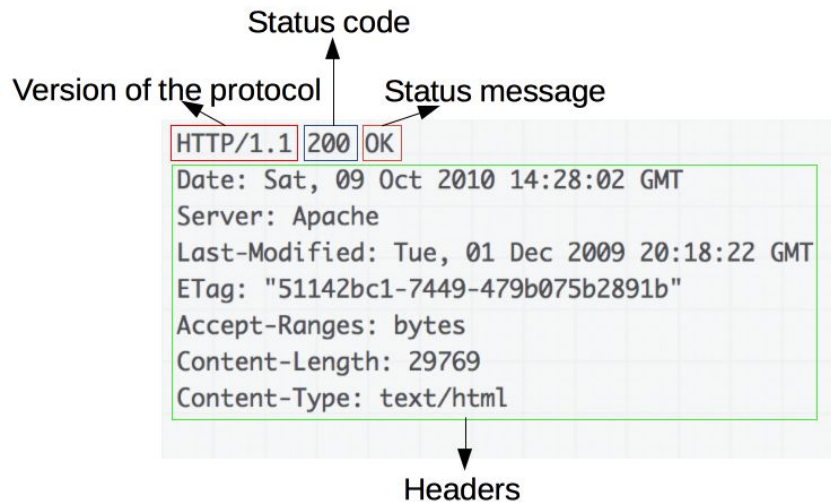 Status code
Version of the protocol
Status message
HTTP/1.1 200 OK
Date: Sat, 09 Oct 2010 14:28:02 GMT
Server: Apache
Last-Modified: Tue, 01 Dec 2009 20:18:22 GMT
ETag: "51142bc1-7449-479b075b2891b"
Accept-Ranges: bytes
Content-Length: 29769
Content-Type: text/html
Headers